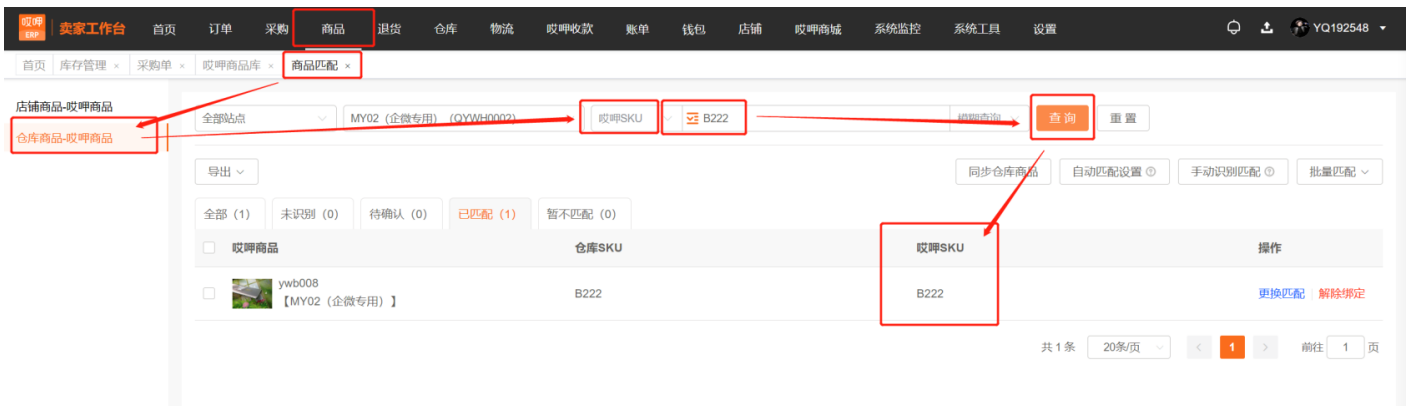 哎呷 ERP 卖家工作台 首页 订单 采购 商品 退货 仓库 物流 哎呷收款 账单 钱包 店铺 哎呷商城 系统监控 系统工具 设置 YQ192548
首页 库存管理 × 采购单 × 哎呷商品库 × 商品匹配 ×
店铺商品-哎呷商品
仓库商品-哎呷商品
全部站点 MY02（企微专用）(QYWH0002) 哎呷SKU B222 模糊查询 查询 重置
导出 同步仓库商品 自动匹配设置 手动识别匹配 批量匹配
全部（1） 未识别（0） 待确认（0） 已匹配（1） 暂不匹配（0）
哎呷商品 仓库SKU 哎呷SKU 操作
ywb008
【MY02（企微专用）】 B222 B222 更换匹配 解除绑定
共 1 条 20条/页 < 1 > 前往 1 页